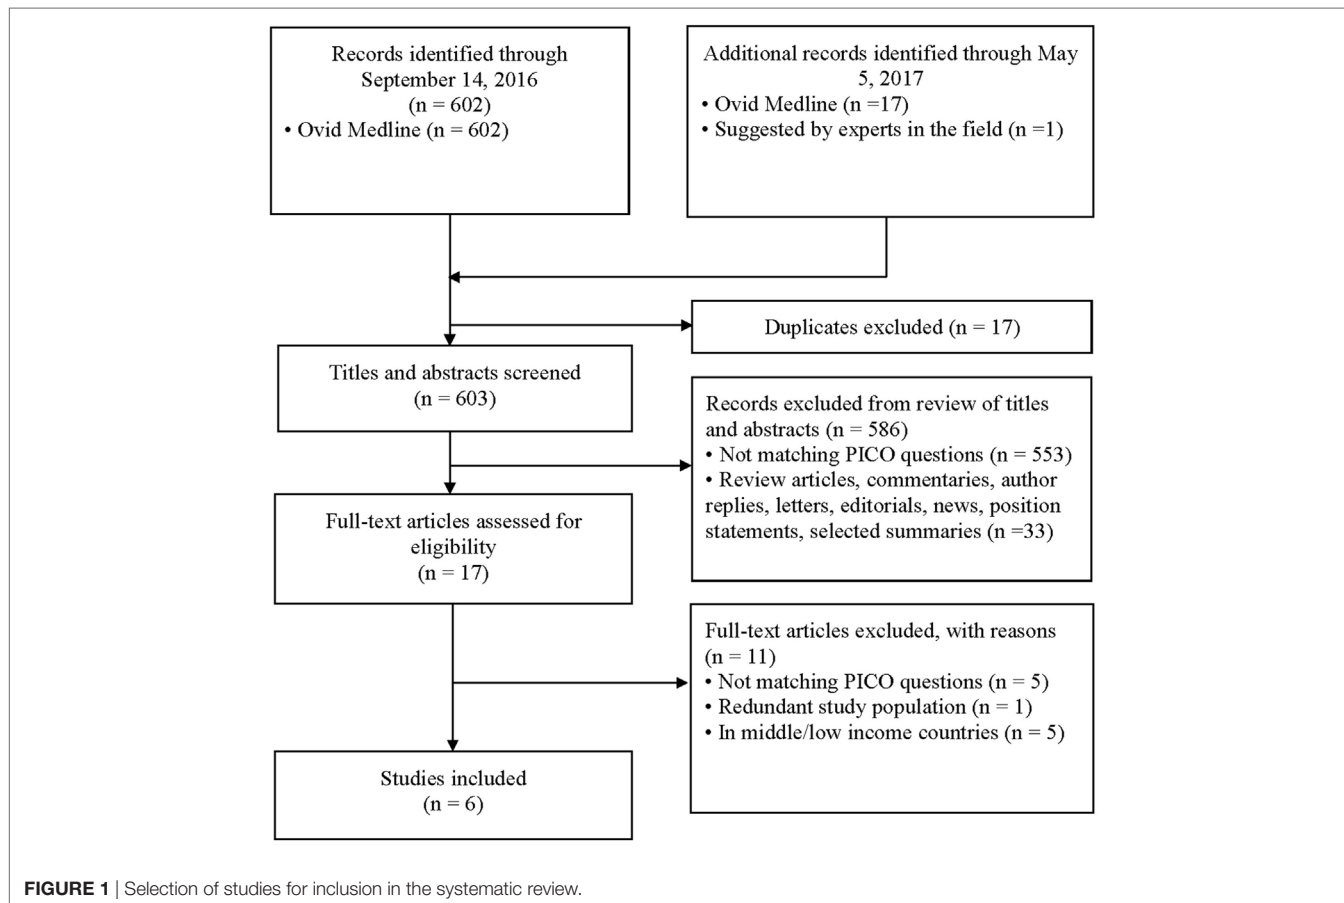 Records identified through
September 14, 2016
(n = 602)
• Ovid Medline (n = 602)
Additional records identified through May
5, 2017
• Ovid Medline (n =17)
• Suggested by experts in the field (n =1)
Duplicates excluded (n = 17)
Titles and abstracts screened
(n = 603)
Records excluded from review of titles
and abstracts (n = 586)
• Not matching PICO questions (n = 553)
• Review articles, commentaries, author
replies, letters, editorials, news, position
statements, selected summaries (n =33)
Full-text articles assessed for
eligibility
(n = 17)
Full-text articles excluded, with reasons
(n = 11)
• Not matching PICO questions (n = 5)
• Redundant study population (n = 1)
• In middle/low income countries (n = 5)
Studies included
(n = 6)
FIGURE 1 | Selection of studies for inclusion in the systematic review.